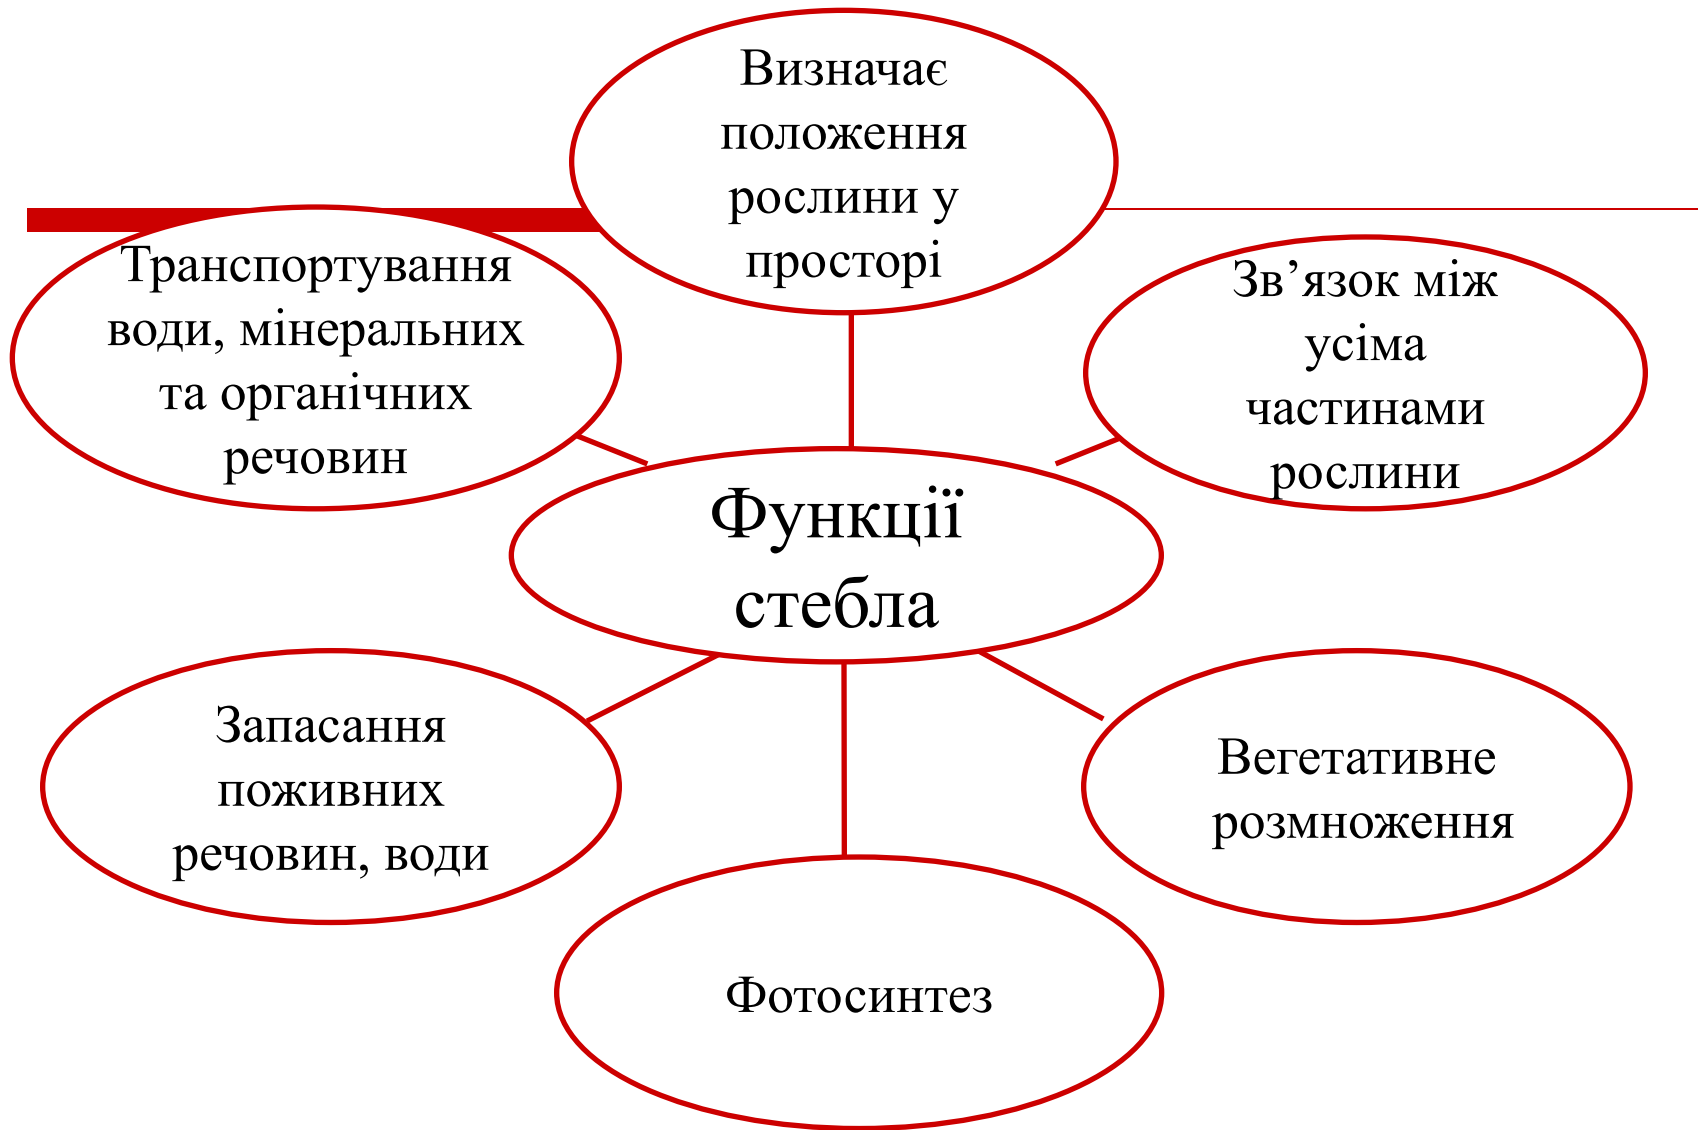 Визначає
положення
рослини у
просторі
Транспортування
води, мінеральних
та органічних
речовин
Зв’язок між
усіма
частинами
рослини
Функції
стебла
Запасання
поживних
речовин, води
Вегетативне
розмноження
Фотосинтез